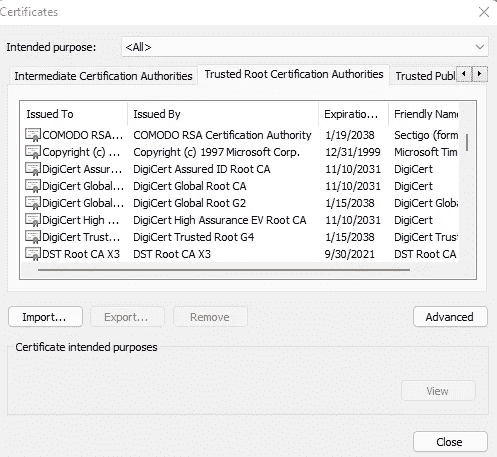 Certificates
Intended purpose: <All>
Intermediate Certification Authorities Trusted Root Certification Authorities Trusted Publ
Issued To Issued By Expiratio... Friendly Name
COMODO RSA... COMODO RSA Certification Authority 1/19/2038 Sectigo (form
Copyright (c) ... Copyright (c) 1997 Microsoft Corp. 12/31/1999 Microsoft Tim
DigiCert Assur... DigiCert Assured ID Root CA 11/10/2031 DigiCert
DigiCert Global... DigiCert Global Root CA 11/10/2031 DigiCert
DigiCert Global... DigiCert Global Root G2 1/15/2038 DigiCert Globa
DigiCert High ... DigiCert High Assurance EV Root CA 11/10/2031 DigiCert
DigiCert Trust... DigiCert Trusted Root G4 1/15/2038 DigiCert Trust
DST Root CA X3 DST Root CA X3 9/30/2021 DST Root CA X
Import... Export... Remove Advanced
Certificate intended purposes
View
Close